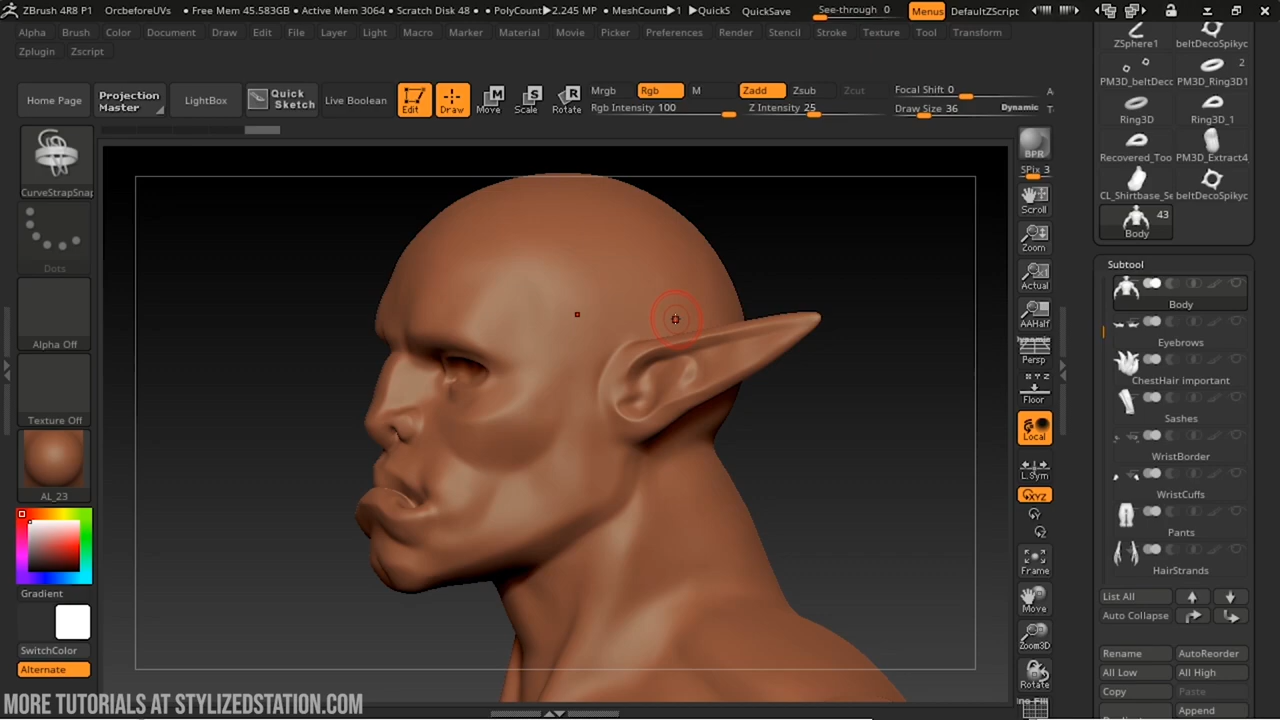 ZBrush 4R8 P1 OrcbeforeUVs • Free Mem 45.583GB • Active Mem 3064 • Scratch Disk 48 • PolyCount▶2.245 MP • MeshCount▶1 ▶QuickS QuickSave See-through 0 Menus DefaultZScript
Alpha Brush Color Document Draw Edit File Layer Light Macro Marker Material Movie Picker Preferences Render Stencil Stroke Texture Tool Transform
Zplugin Zscript
Home Page
Projection
Master
LightBox
Quick
Sketch
Live Boolean
Edit
Draw
Move
Scale
Rotate
Mrgb Rgb M
Rgb Intensity 100
Zadd Zsub Zcut
Z Intensity 25
Focal Shift 0
Draw Size 36 Dynamic
CurveStrapSnap
Dots
Alpha Off
Texture Off
AL_23
Gradient
SwitchColor
Alternate
BPR
SPix 3
Scroll
Zoom
Actual
AAHalf
Dynamic
Persp
X Y Z
Floor
Local
L.Sym
XYZ
Y
Z
Frame
Move
Zoom3D
Rotate
ZSphere1 beltDecoSpikyc
2
PM3D_beltDecc PM3D_Ring3D1
Ring3D Ring3D_1
Recovered_Too PM3D_Extract4_
CL_Shirtbase_Se beltDecoSpikyc
43
Body
Subtool
Body
Eyebrows
ChestHair important
Sashes
WristBorder
WristCuffs
Pants
HairStrands
List All
Auto Collapse
Rename AutoReorder
All Low All High
Copy Paste
Append
MORE TUTORIALS AT STYLIZEDSTATION.COM